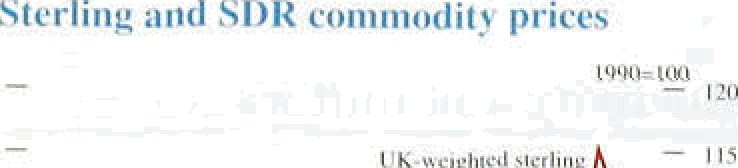 Sterling and SDR commodity prices
1990=100
120
115
UK-weighted sterling